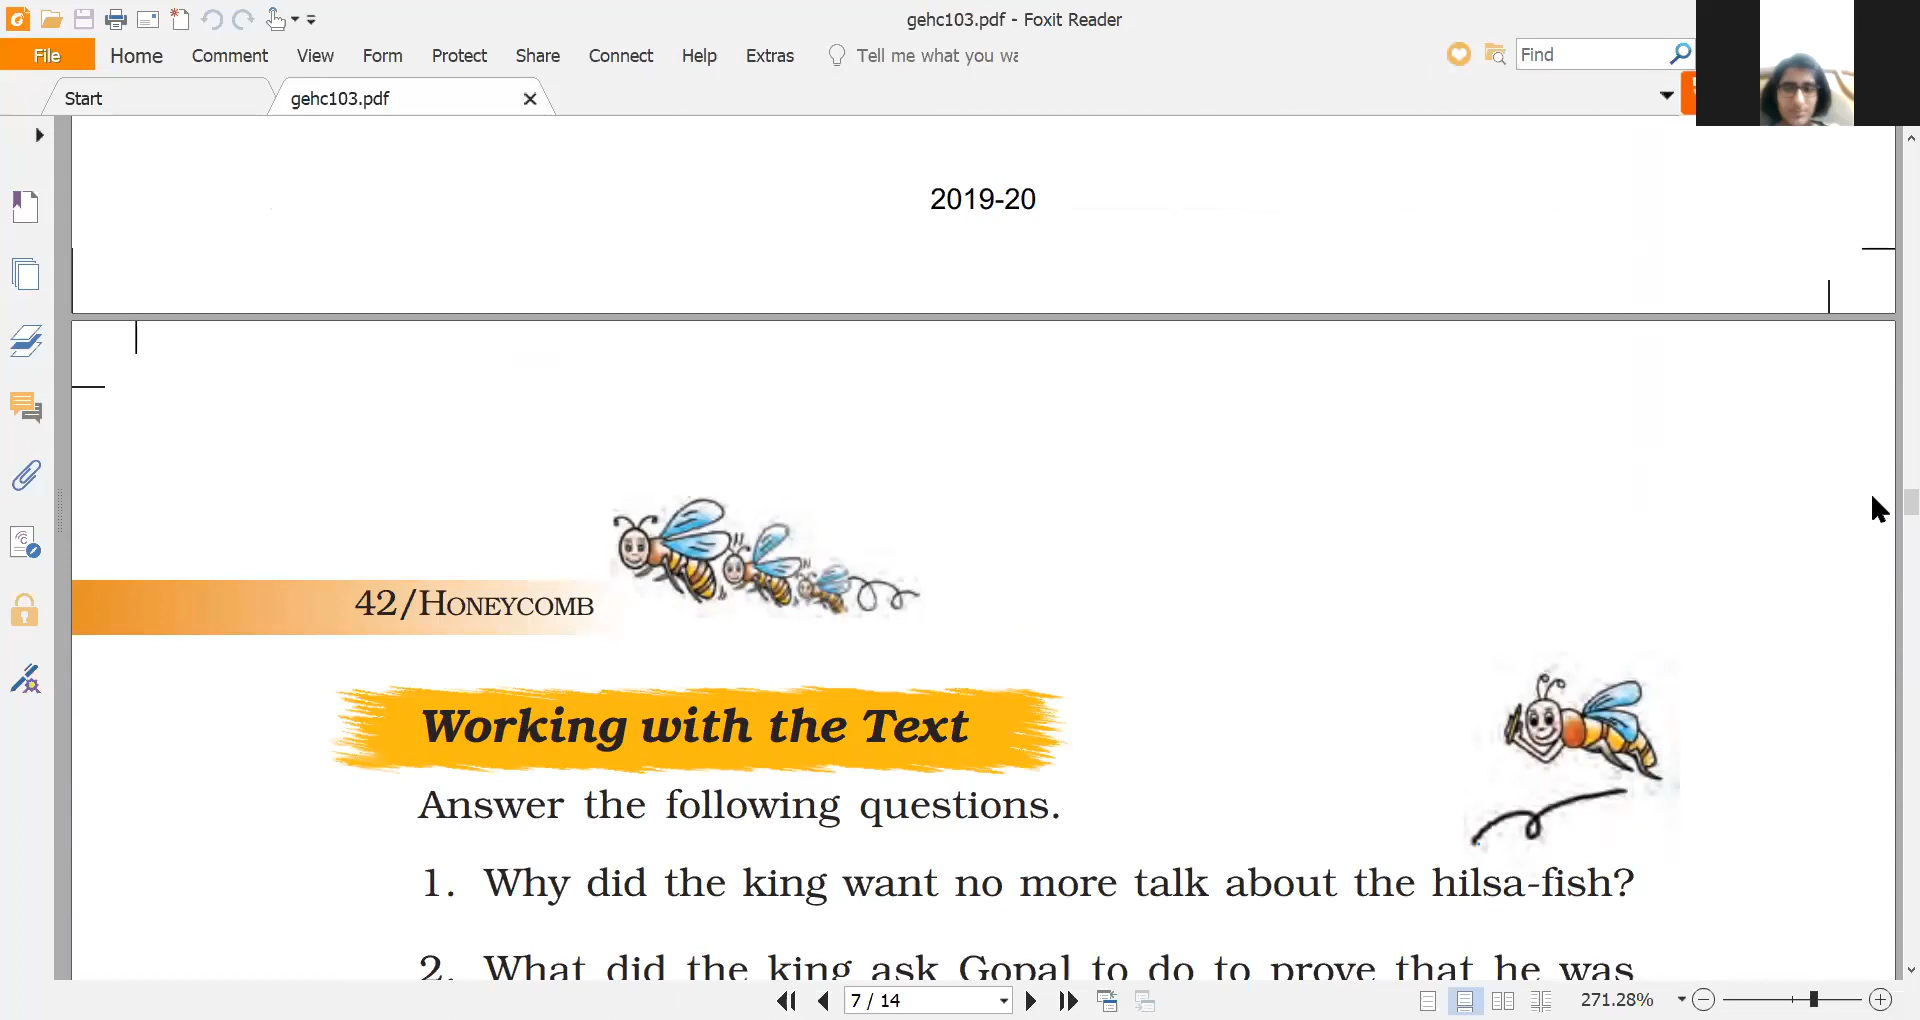 gehc103.pdf - Foxit Reader
File Home Comment View Form Protect Share Connect Help Extras Tell me what you wa
Find
Start gehc103.pdf
2019-20
42/HONEYCOMB
Working with the Text
Answer the following questions.
1. Why did the king want no more talk about the hilsa-fish?
2. What did the king ask Gopal to do to prove that he was
7 / 14
271.28%